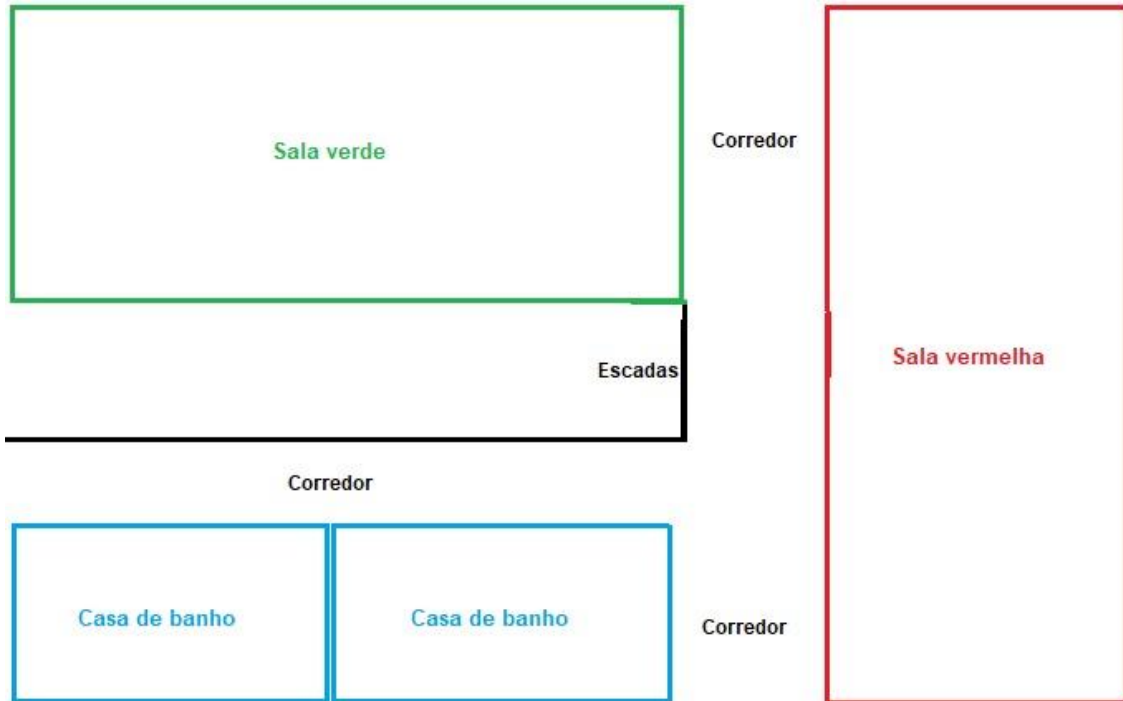 Sala verde
Corredor
Sala vermelha
Escadas
Corredor
Casa de banho
Casa de banho
Corredor